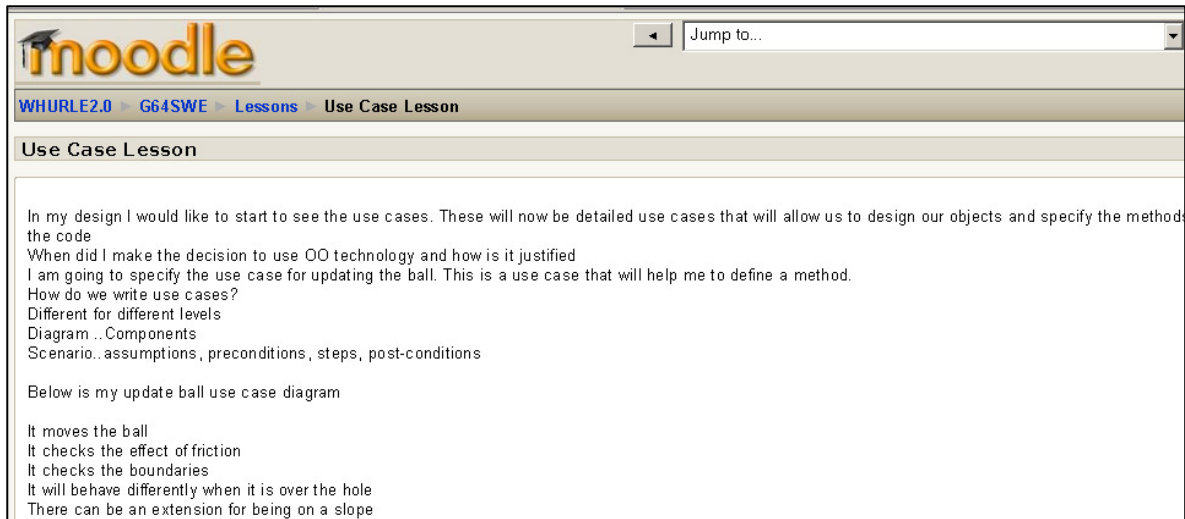 moodle
◄ Jump to...
WHURLE2.0 ► G64SWE ► Lessons ► Use Case Lesson
Use Case Lesson
In my design I would like to start to see the use cases. These will now be detailed use cases that will allow us to design our objects and specify the methods
the code
When did I make the decision to use OO technology and how is it justified
I am going to specify the use case for updating the ball. This is a use case that will help me to define a method.
How do we write use cases?
Different for different levels
Diagram ..Components
Scenario..assumptions, preconditions, steps, post-conditions
Below is my update ball use case diagram
It moves the ball
It checks the effect of friction
It checks the boundaries
It will behave differently when it is over the hole
There can be an extension for being on a slope